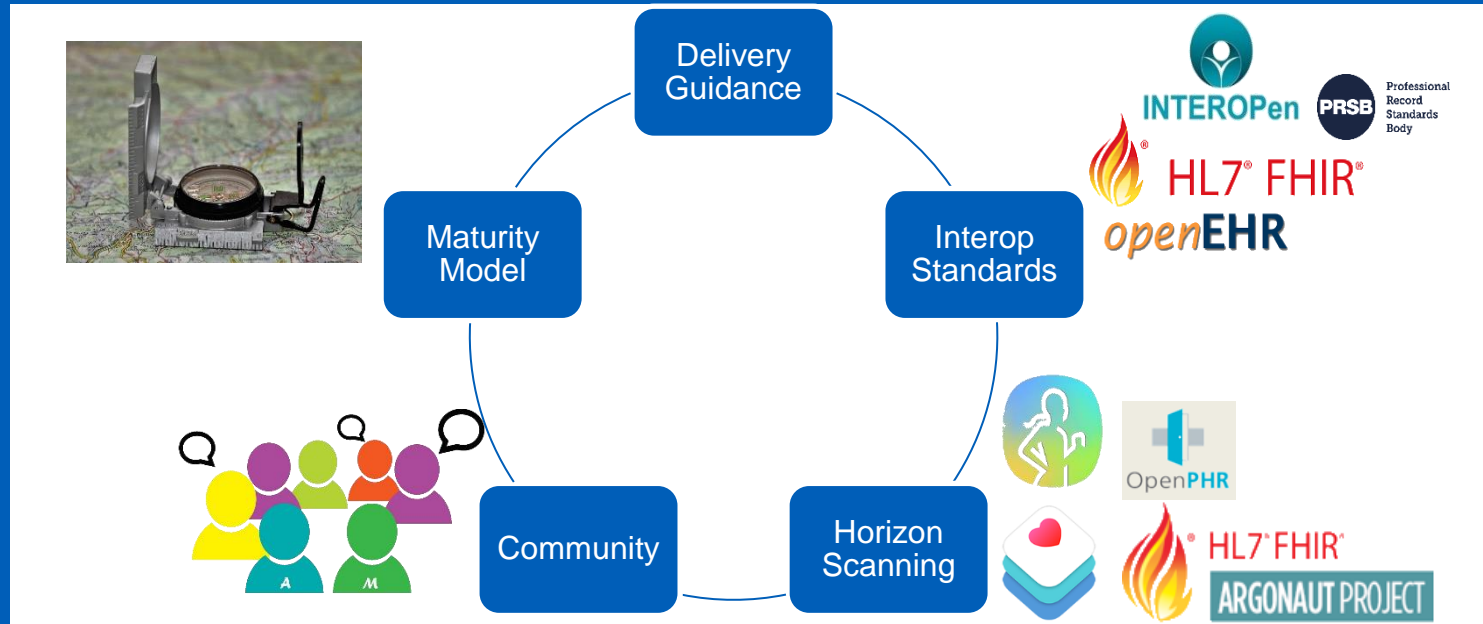 Delivery
Guidance
INTEROPen
PRSB
Professional
Record
Standards
Body
® HL7® FHIR®
openEHR
Maturity
Model
Interop
Standards
OpenPHR
Community
A M
Horizon
Scanning
® HL7® FHIR®
ARGONAUT PROJECT